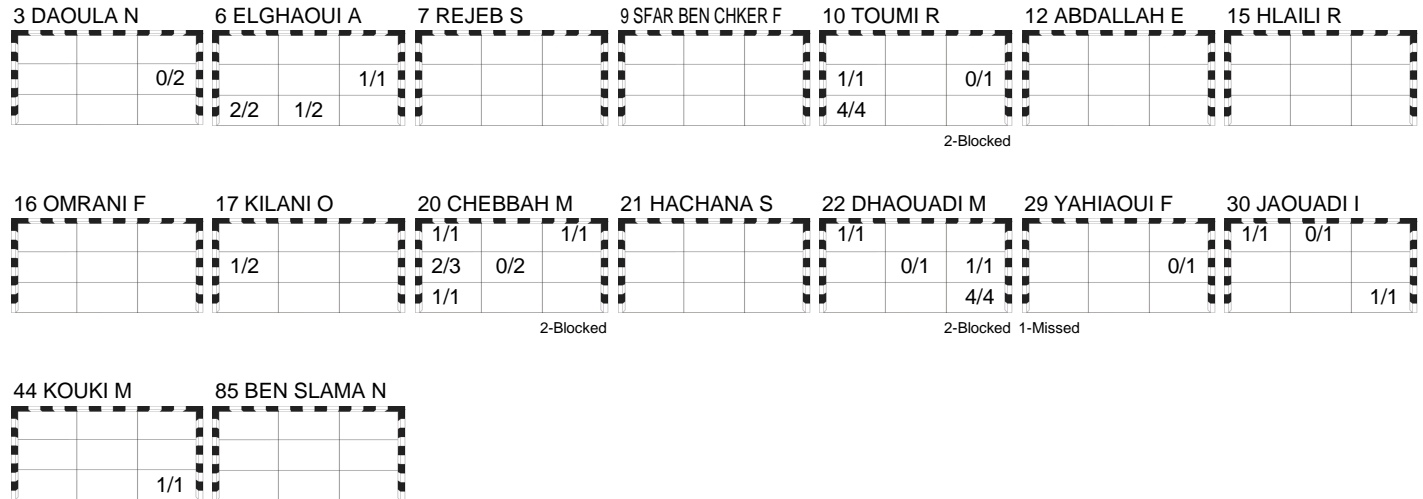 3 DAOULA N 6 ELGHAOUI A 7 REJEB S 9 SFAR BEN CHKER F 10 TOUMI R 12 ABDALLAH E 15 HLAILI R
0/2 1/1 1/1 0/1
2/2 1/2 4/4
2-Blocked
16 OMRANI F 17 KILANI O 20 CHEBBAH M 21 HACHANA S 22 DHAOUADI M 29 YAHIAOUI F 30 JAOUADI I
1/1 1/1 1/1 1/1 0/1
1/2 2/3 0/2 0/1 1/1 0/1
1/1 4/4 1/1
2-Blocked 2-Blocked 1-Missed
44 KOUKI M 85 BEN SLAMA N
1/1